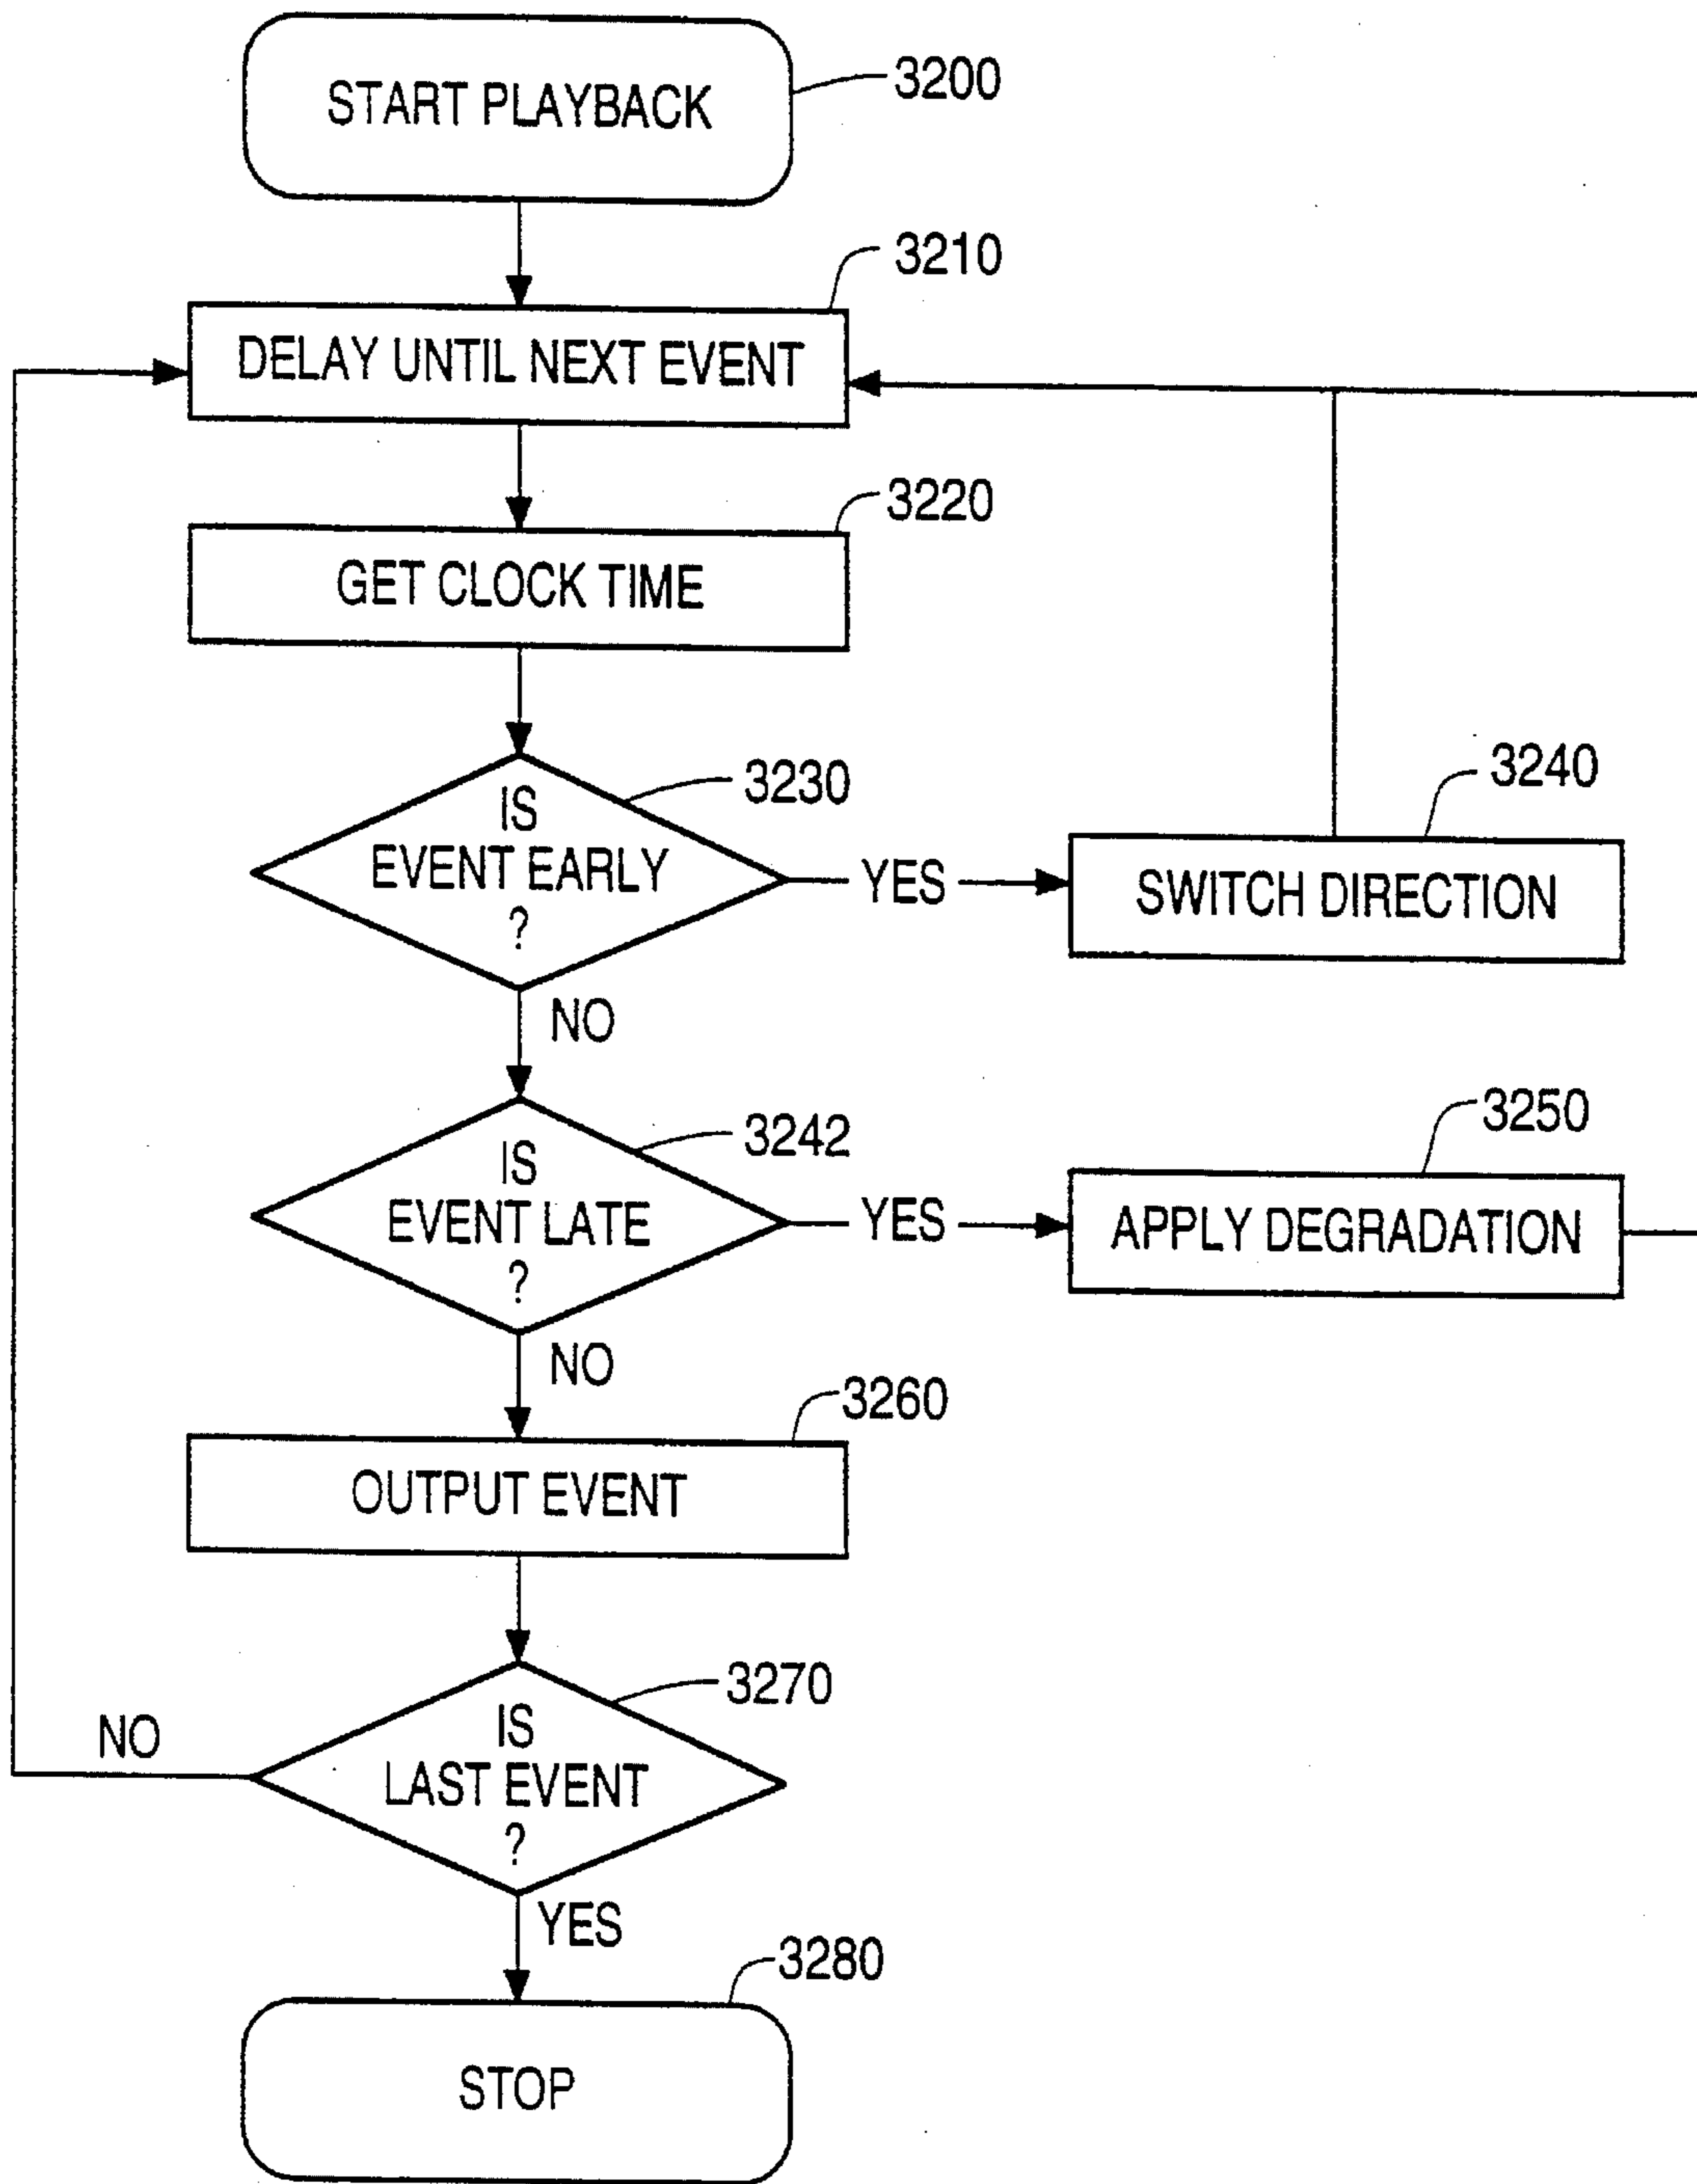 START PLAYBACK
3200
3210
DELAY UNTIL NEXT EVENT
3220
GET CLOCK TIME
3230
IS
EVENT EARLY
?
YES
3240
SWITCH DIRECTION
NO
3242
IS
EVENT LATE
?
YES
3250
APPLY DEGRADATION
NO
3260
OUTPUT EVENT
3270
IS
LAST EVENT
?
NO
YES
3280
STOP